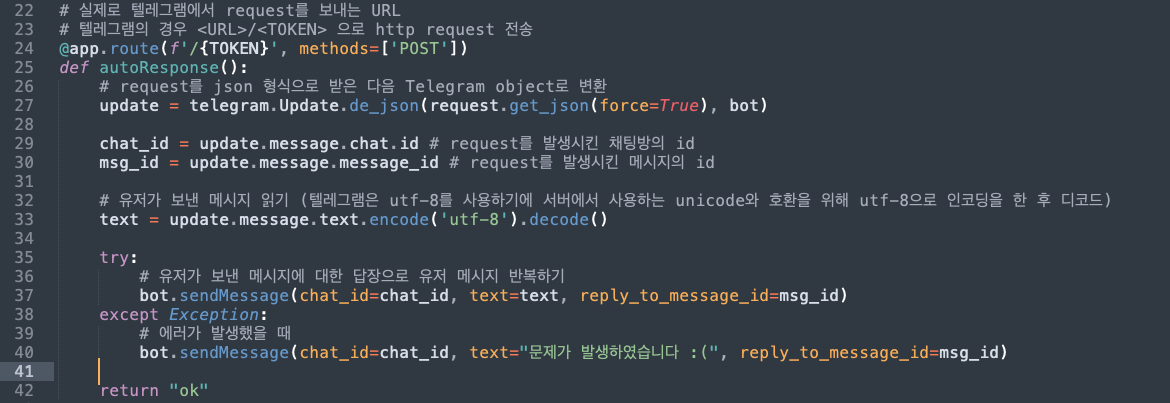 22 # 실제로 텔레그램에서 request를 보내는 URL
23 # 텔레그램의 경우 <URL>/<TOKEN> 으로 http request 전송
24 @app.route(f'/{TOKEN}', methods=['POST'])
25 def autoResponse():
26     # request를 json 형식으로 받은 다음 Telegram object로 변환
27     update = telegram.Update.de_json(request.get_json(force=True), bot)
28
29     chat_id = update.message.chat.id # request를 발생시킨 채팅방의 id
30     msg_id = update.message.message_id # request를 발생시킨 메시지의 id
31
32     # 유저가 보낸 메시지 읽기 (텔레그램은 utf-8를 사용하기에 서버에서 사용하는 unicode와 호환을 위해 utf-8으로 인코딩을 한 후 디코드)
33     text = update.message.text.encode('utf-8').decode()
34
35     try:
36         # 유저가 보낸 메시지에 대한 답장으로 유저 메시지 반복하기
37         bot.sendMessage(chat_id=chat_id, text=text, reply_to_message_id=msg_id)
38     except Exception:
39         # 에러가 발생했을 때
40         bot.sendMessage(chat_id=chat_id, text="문제가 발생하였습니다 :(", reply_to_message_id=msg_id)
41
42     return "ok"